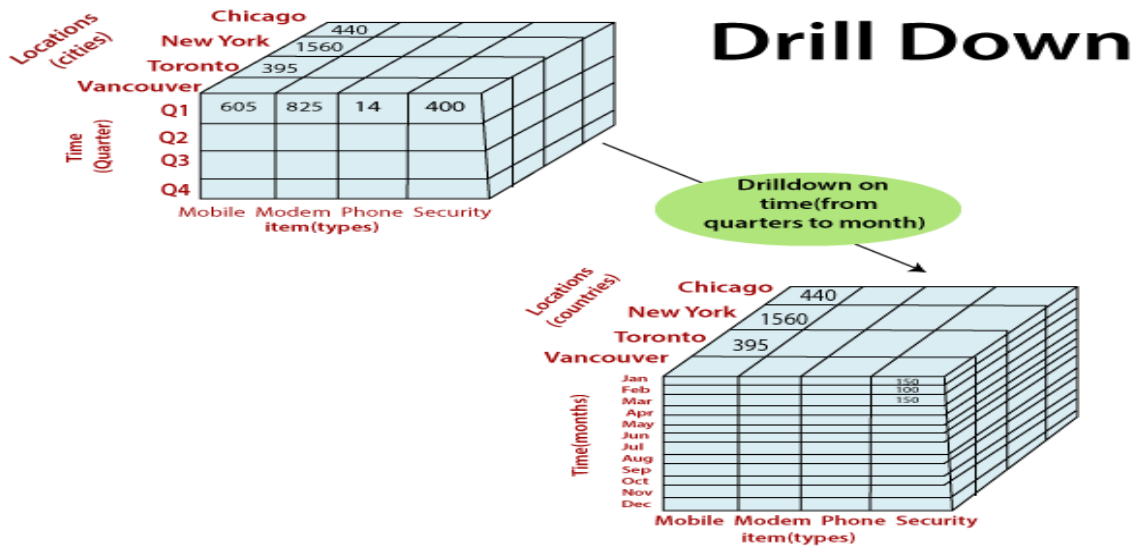 Drill Down
Locations
(cities)
Chicago
440
New York
1560
Toronto
395
Vancouver
Time
(Quarter)
Q1 605 825 14 400
Q2
Q3
Q4
Mobile Modem Phone Security
item(types)
Drilldown on
time(from
quarters to month)
Locations
(countries)
Chicago
440
New York
1560
Toronto
395
Vancouver
Time(months)
Jan 150
Feb 100
Mar 150
Apr
May
Jun
Jul
Aug
Sep
Oct
Nov
Dec
Mobile Modem Phone Security
item(types)